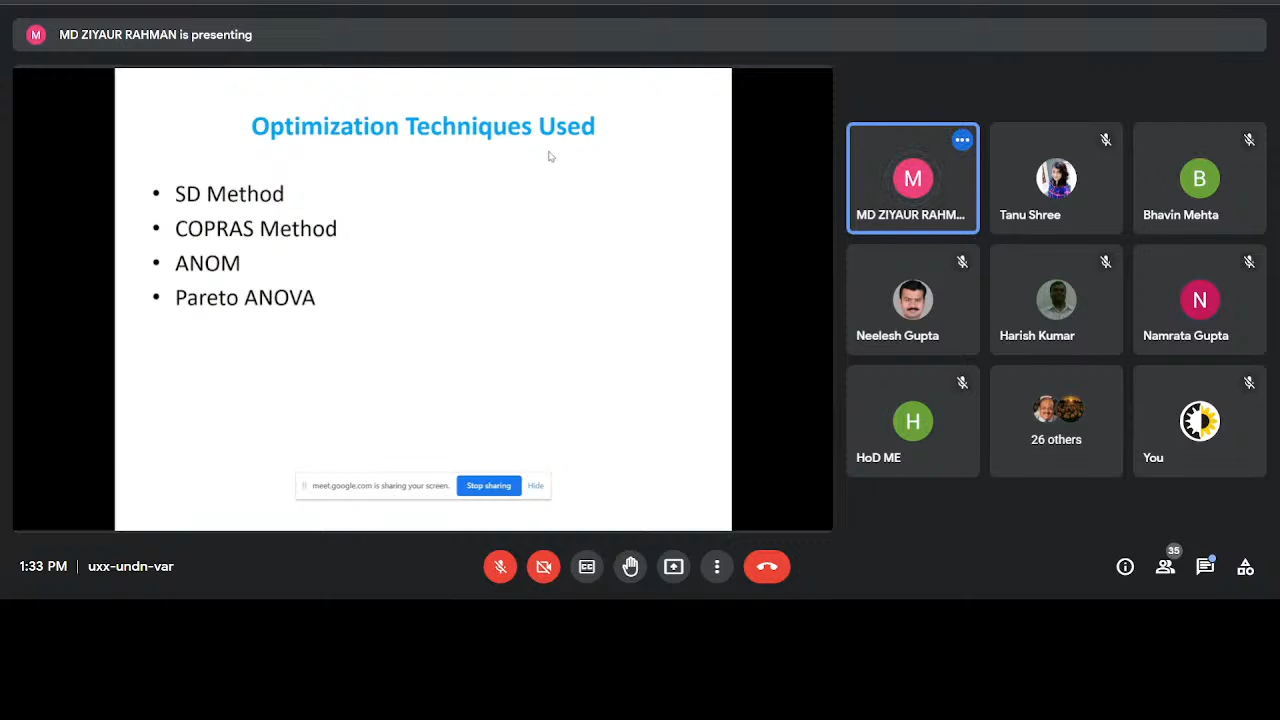 M MD ZIYAUR RAHMAN is presenting
Optimization Techniques Used
• SD Method
• COPRAS Method
• ANOM
• Pareto ANOVA
meet.google.com is sharing your screen. Stop sharing Hide
M
MD ZIYAUR RAHM...
Tanu Shree
B
Bhavin Mehta
Neelesh Gupta
Harish Kumar
N
Namrata Gupta
H
HoD ME
26 others
You
1:33 PM | uxx-undn-var
35